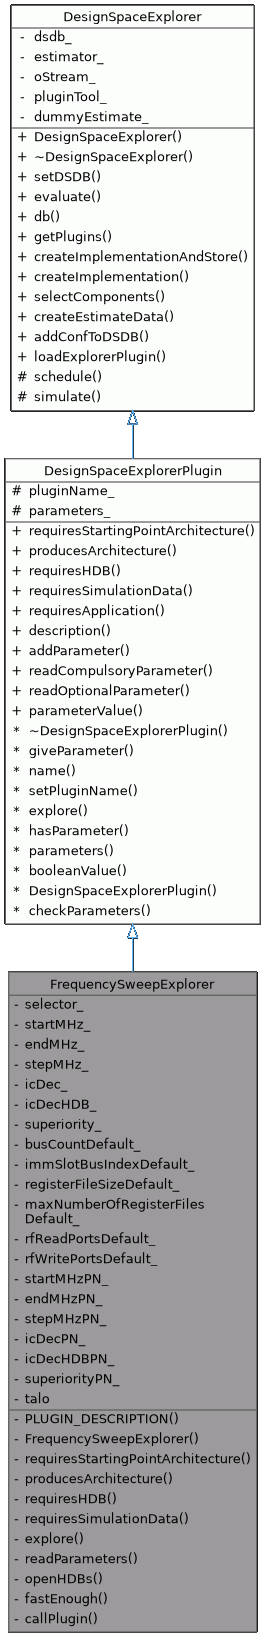 DesignSpaceExplorer
- dsdb_
- estimator_
- oStream_
- pluginTool_
- dummyEstimate_
+ DesignSpaceExplorer()
+ ~DesignSpaceExplorer()
+ setDSDB()
+ evaluate()
+ db()
+ getPlugins()
+ createImplementationAndStore()
+ createImplementation()
+ selectComponents()
+ createEstimateData()
+ addConfToDSDB()
+ loadExplorerPlugin()
# schedule()
# simulate()
DesignSpaceExplorerPlugin
# pluginName_
# parameters_
+ requiresStartingPointArchitecture()
+ producesArchitecture()
+ requiresHDB()
+ requiresSimulationData()
+ requiresApplication()
+ description()
+ addParameter()
+ readCompulsoryParameter()
+ readOptionalParameter()
+ parameterValue()
* ~DesignSpaceExplorerPlugin()
* giveParameter()
* name()
* setPluginName()
* explore()
* hasParameter()
* parameters()
* booleanValue()
* DesignSpaceExplorerPlugin()
* checkParameters()
FrequencySweepExplorer
- selector_
- startMHz_
- endMHz_
- stepMHz_
- icDec_
- icDecHDB_
- superiority_
- busCountDefault_
- immSlotBusIndexDefault_
- registerFileSizeDefault_
- maxNumberOfRegisterFiles
Default_
- rfReadPortsDefault_
- rfWritePortsDefault_
- startMHzPN_
- endMHzPN_
- stepMHzPN_
- icDecPN_
- icDecHDBPN_
- superiorityPN_
- talo
- PLUGIN_DESCRIPTION()
- FrequencySweepExplorer()
- requiresStartingPointArchitecture()
- producesArchitecture()
- requiresHDB()
- requiresSimulationData()
- explore()
- readParameters()
- openHDBs()
- fastEnough()
- callPlugin()